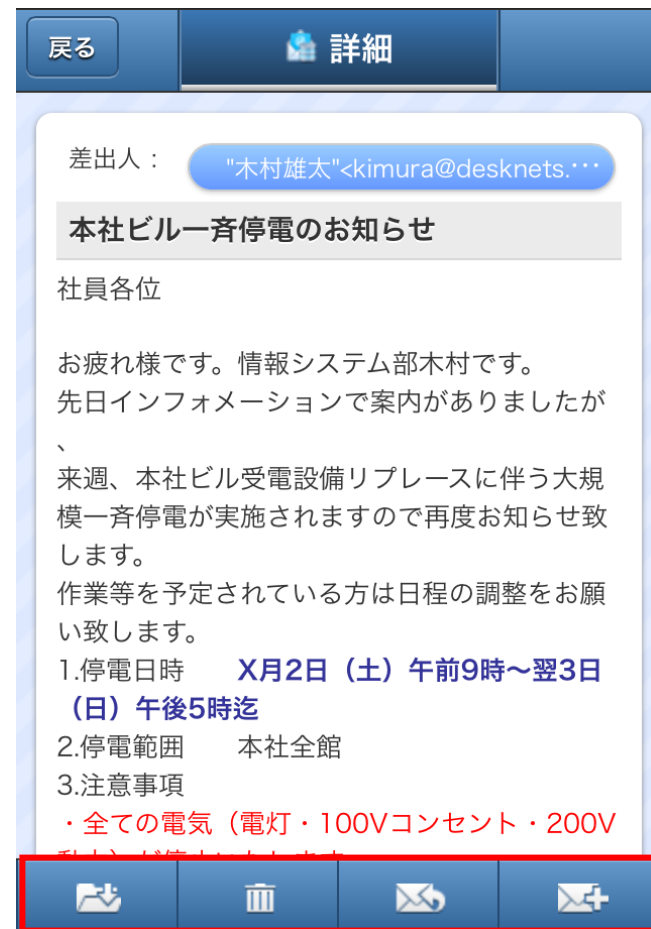 戻る
詳細
差出人：
"木村雄太"<kimura@desknets.…
本社ビル一斉停電のお知らせ
社員各位
お疲れ様です。情報システム部木村です。
先日インフォメーションで案内がありましたが
、
来週、本社ビル受電設備リプレースに伴う大規
模一斉停電が実施されますので再度お知らせ致
します。
作業等を予定されている方は日程の調整をお願
い致します。
1.停電日時　　X月2日（土）午前9時～翌3日
（日）午後5時迄
2.停電範囲　　本社全館
3.注意事項
・全ての電気（電灯・100Vコンセント・200V